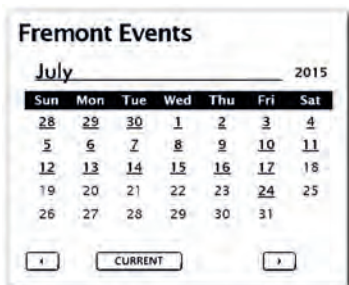 Fremont Events
July 2015
Sun Mon Tue Wed Thu Fri Sat
28 29 30 1 2 3 4
5 6 7 8 9 10 11
12 13 14 15 16 17 18
19 20 21 22 23 24 25
26 27 28 29 30 31
CURRENT